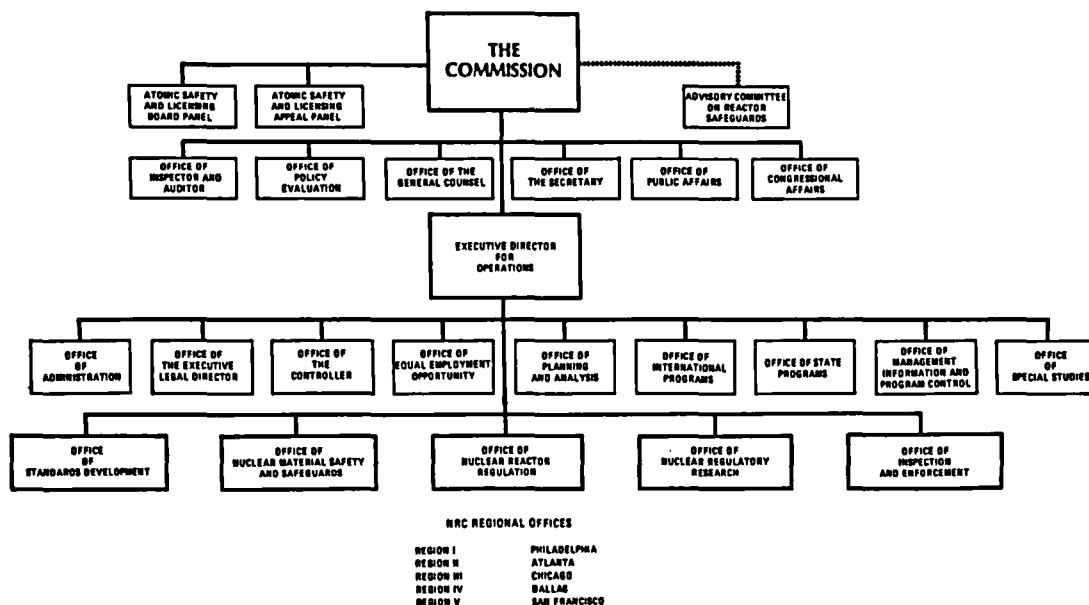 THE
COMMISSION
ATOMIC SAFETY
AND LICENSING
BOARD PANEL
ATOMIC SAFETY
AND LICENSING
APPEAL PANEL
ADVISORY COMMITTEE
ON REACTOR
SAFEGUARDS
OFFICE OF
INSPECTOR AND
AUDITOR
OFFICE OF
POLICY
EVALUATION
OFFICE OF THE
GENERAL COUNSEL
OFFICE OF
THE SECRETARY
OFFICE OF
PUBLIC AFFAIRS
OFFICE OF
CONGRESSIONAL
AFFAIRS
EXECUTIVE DIRECTOR
FOR
OPERATIONS
OFFICE
OF
ADMINISTRATION
OFFICE OF
THE EXECUTIVE
LEGAL DIRECTOR
OFFICE OF
THE
CONTROLLER
OFFICE OF
EQUAL EMPLOYMENT
OPPORTUNITY
OFFICE OF
PLANNING
AND ANALYSIS
OFFICE OF
INTERNATIONAL
PROGRAMS
OFFICE OF STATE
PROGRAMS
OFFICE OF
MANAGEMENT
INFORMATION AND
PROGRAM CONTROL
OFFICE
OF
SPECIAL STUDIES
OFFICE
OF
STANDARDS DEVELOPMENT
OFFICE OF
NUCLEAR MATERIAL SAFETY
AND SAFEGUARDS
OFFICE OF
NUCLEAR REACTOR
REGULATION
OFFICE OF
NUCLEAR REGULATORY
RESEARCH
OFFICE OF
INSPECTION
AND ENFORCEMENT
NRC REGIONAL OFFICES
REGION I PHILADELPHIA
REGION II ATLANTA
REGION III CHICAGO
REGION IV DALLAS
REGION V SAN FRANCISCO